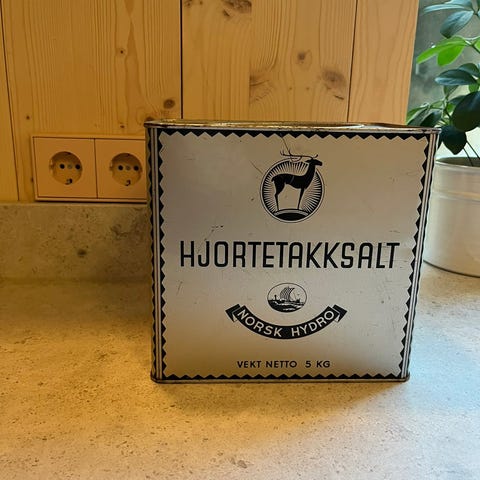 HJORTETAKKSALT
NORSK HYDRO
VEKT NETTO 5 KG